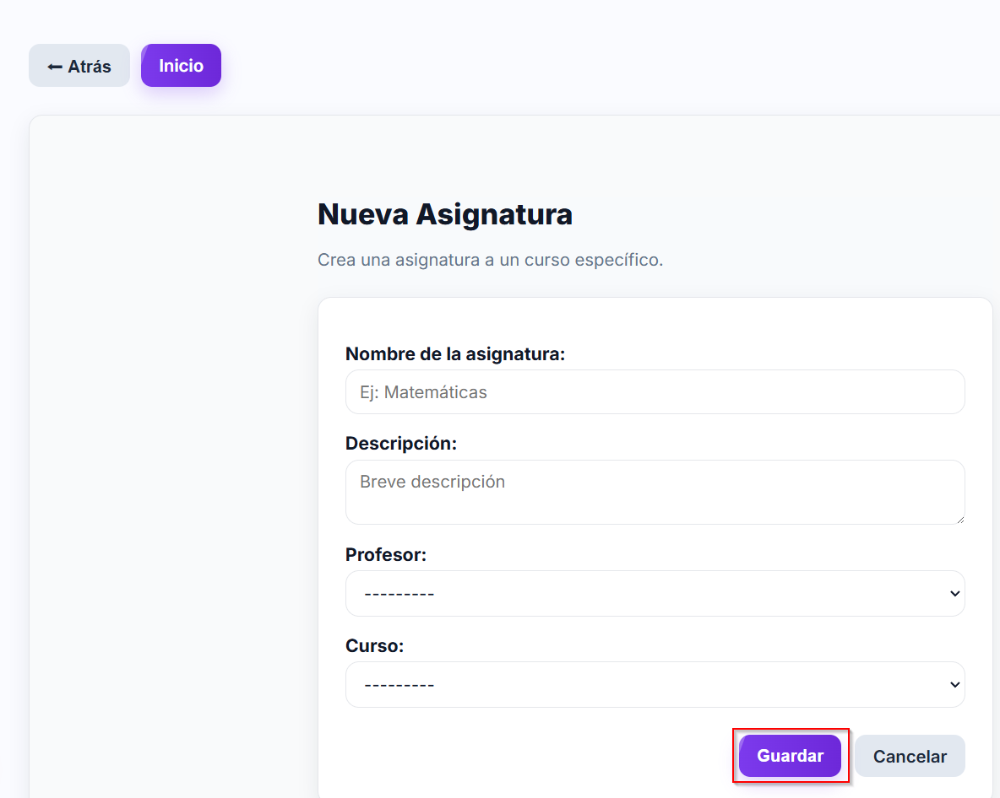 ← Atrás
Inicio
Nueva Asignatura
Crea una asignatura a un curso específico.
Nombre de la asignatura:
Ej: Matemáticas
Descripción:
Breve descripción
Profesor:
---------
Curso:
---------
Guardar
Cancelar